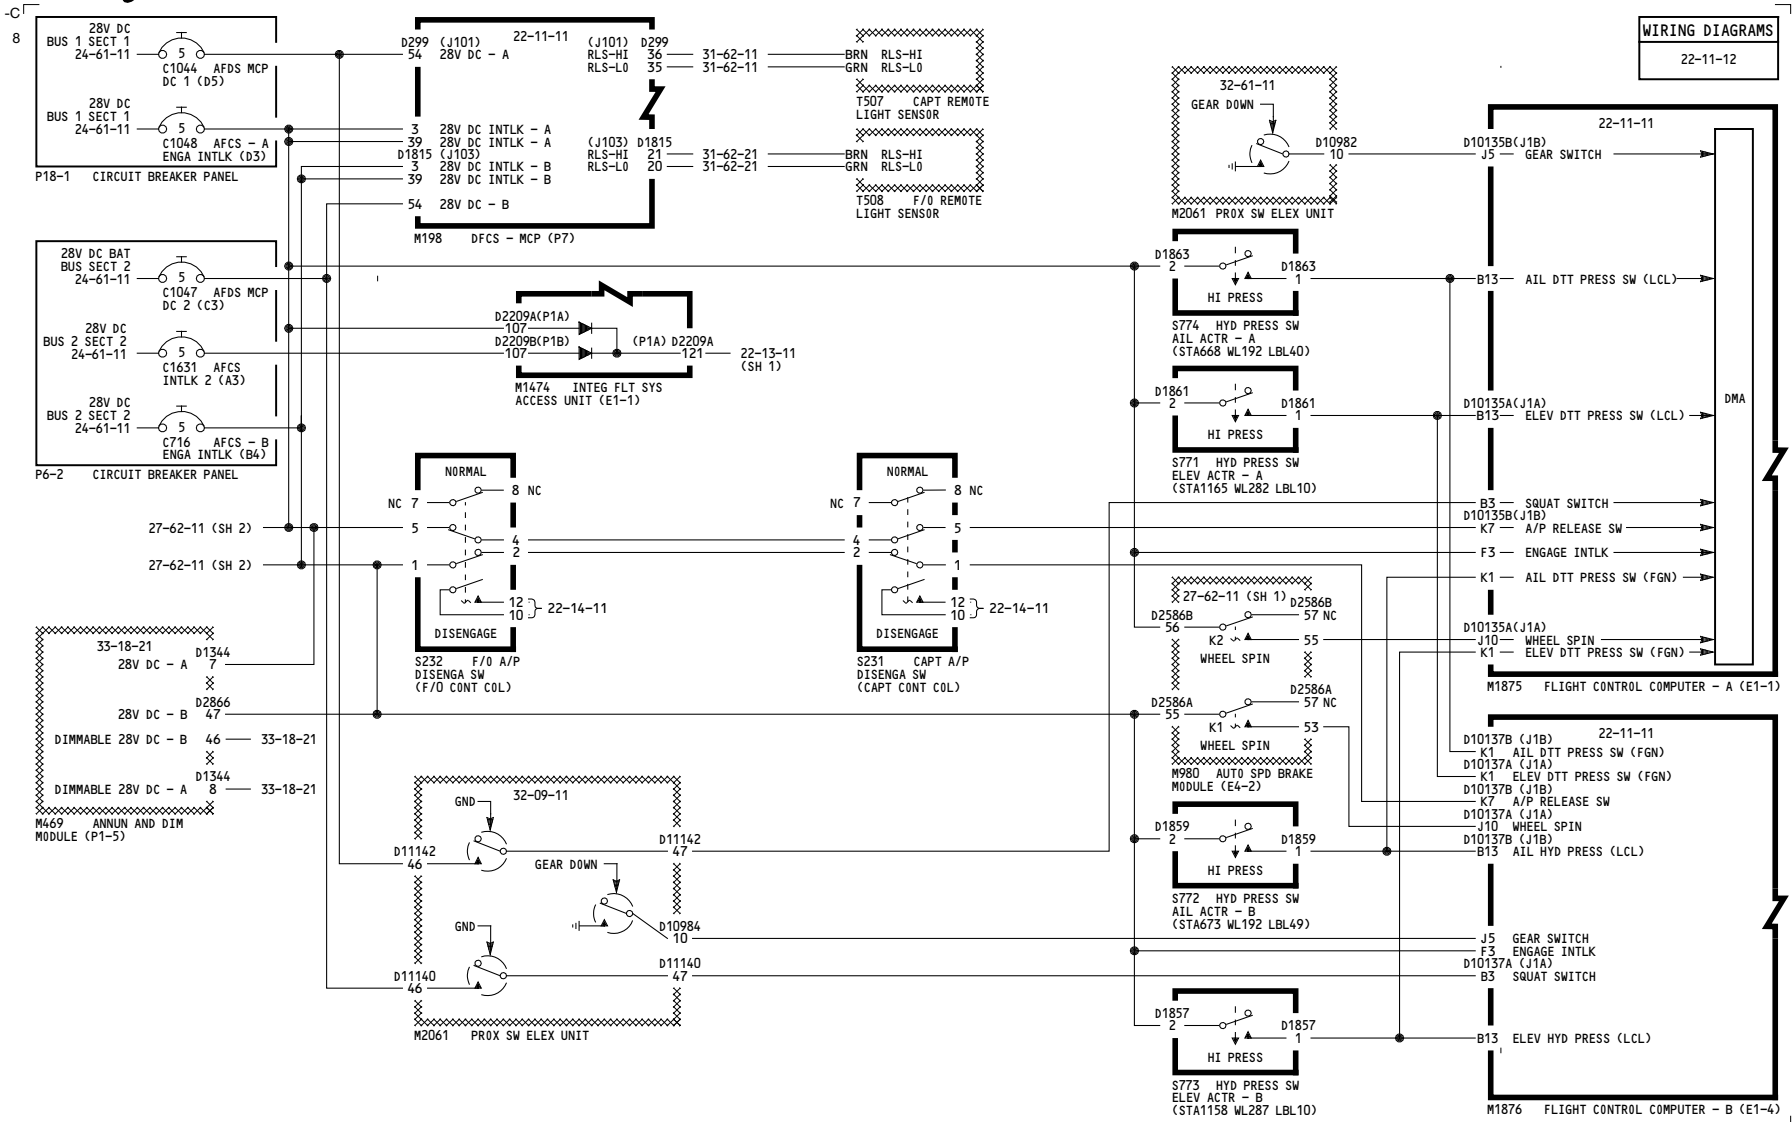 -C
8
WIRING DIAGRAMS
22-11-12
28V DC
BUS 1 SECT 1
24-61-11
5
C1044 AFDS MCP
DC 1 (D5)
28V DC
BUS 1 SECT 1
24-61-11
5
C1048 AFCS – A
ENGA INTLK (D3)
P18-1 CIRCUIT BREAKER PANEL
28V DC BAT
BUS SECT 2
24-61-11
5
C1047 AFDS MCP
DC 2 (C3)
28V DC
BUS 2 SECT 2
24-61-11
5
C1631 AFCS
INTLK 2 (A3)
28V DC
BUS 2 SECT 2
24-61-11
5
C716 AFCS – B
ENGA INTLK (B4)
P6-2 CIRCUIT BREAKER PANEL
27-62-11 (SH 2)
27-62-11 (SH 2)
33-18-21
28V DC – A
D1344
7
28V DC – B
D2866
47
DIMMABLE 28V DC – B 46 33-18-21
D1344
DIMMABLE 28V DC – A 8 33-18-21
M469 ANNUN AND DIM
MODULE (P1-5)
22-11-11
D299 (J101)
54 28V DC – A
3 28V DC INTLK – A
39 28V DC INTLK – A
D1815 (J103)
3 28V DC INTLK – B
39 28V DC INTLK – B
54 28V DC – B
(J101) D299
RLS-HI 36 31-62-11
RLS-LO 35 31-62-11
(J103) D1815
RLS-HI 21 31-62-21
RLS-LO 20 31-62-21
M198 DFCS – MCP (P7)
BRN RLS-HI
GRN RLS-LO
T507 CAPT REMOTE
LIGHT SENSOR
BRN RLS-HI
GRN RLS-LO
T508 F/O REMOTE
LIGHT SENSOR
D2209A(P1A)
107
D2209B(P1B)
107
(P1A) D2209A
121
22-13-11
(SH 1)
M1474 INTEG FLT SYS
ACCESS UNIT (E1-1)
NORMAL
NC 7
8 NC
5
4
2
1
12
10
22-14-11
DISENGAGE
S232 F/O A/P
DISENGA SW
(F/O CONT COL)
NORMAL
NC 7
8 NC
5
4
2
1
12
10
22-14-11
DISENGAGE
S231 CAPT A/P
DISENGA SW
(CAPT CONT COL)
32-09-11
GND
D11142
46
D11142
47
GEAR DOWN
D10984
10
GND
D11140
46
D11140
47
M2061 PROX SW ELEX UNIT
32-61-11
GEAR DOWN
D10982
10
M2061 PROX SW ELEX UNIT
D1863
2
D1863
1
HI PRESS
S774 HYD PRESS SW
AIL ACTR – A
(STA668 WL192 LBL40)
D1861
2
D1861
1
HI PRESS
S771 HYD PRESS SW
ELEV ACTR – A
(STA1165 WL282 LBL10)
27-62-11 (SH 1)
D2586B
56
D2586B
57 NC
K2
55
WHEEL SPIN
D2586A
55
D2586A
57 NC
K1
53
WHEEL SPIN
M980 AUTO SPD BRAKE
MODULE (E4-2)
D1859
2
D1859
1
HI PRESS
S772 HYD PRESS SW
AIL ACTR – B
(STA673 WL192 LBL49)
D1857
2
D1857
1
HI PRESS
S773 HYD PRESS SW
ELEV ACTR – B
(STA1158 WL287 LBL10)
22-11-11
D10135B(J1B)
J5 GEAR SWITCH
B13 AIL DTT PRESS SW (LCL)
DMA
D10135A(J1A)
B13 ELEV DTT PRESS SW (LCL)
B3 SQUAT SWITCH
D10135B(J1B)
K7 A/P RELEASE SW
F3 ENGAGE INTLK
K1 AIL DTT PRESS SW (FGN)
D10135A(J1A)
J10 WHEEL SPIN
K1 ELEV DTT PRESS SW (FGN)
M1875 FLIGHT CONTROL COMPUTER – A (E1-1)
22-11-11
D10137B (J1B)
K1 AIL DTT PRESS SW (FGN)
D10137A (J1A)
K1 ELEV DTT PRESS SW (FGN)
D10137B (J1B)
K7 A/P RELEASE SW
D10137A (J1A)
J10 WHEEL SPIN
D10137B (J1B)
B13 AIL HYD PRESS (LCL)
J5 GEAR SWITCH
F3 ENGAGE INTLK
D10137A (J1A)
B3 SQUAT SWITCH
B13 ELEV HYD PRESS (LCL)
M1876 FLIGHT CONTROL COMPUTER – B (E1-4)